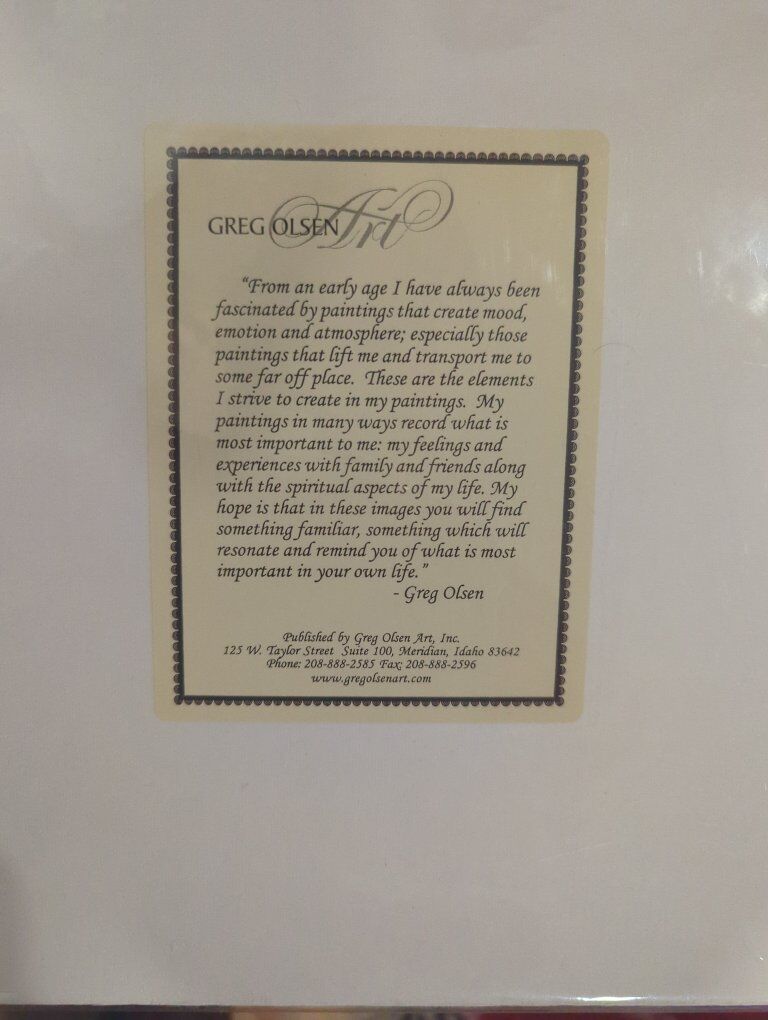 GREG OLSEN Art
"From an early age I have always been
fascinated by paintings that create mood,
emotion and atmosphere; especially those
paintings that lift me and transport me to
some far off place.  These are the elements
I strive to create in my paintings.  My
paintings in many ways record what is
most important to me: my feelings and
experiences with family and friends along
with the spiritual aspects of my life. My
hope is that in these images you will find
something familiar, something which will
resonate and remind you of what is most
important in your own life."
- Greg Olsen
Published by Greg Olsen Art, Inc.
125 W. Taylor Street  Suite 100, Meridian, Idaho 83642
Phone: 208-888-2585 Fax: 208-888-2596
www.gregolsenart.com